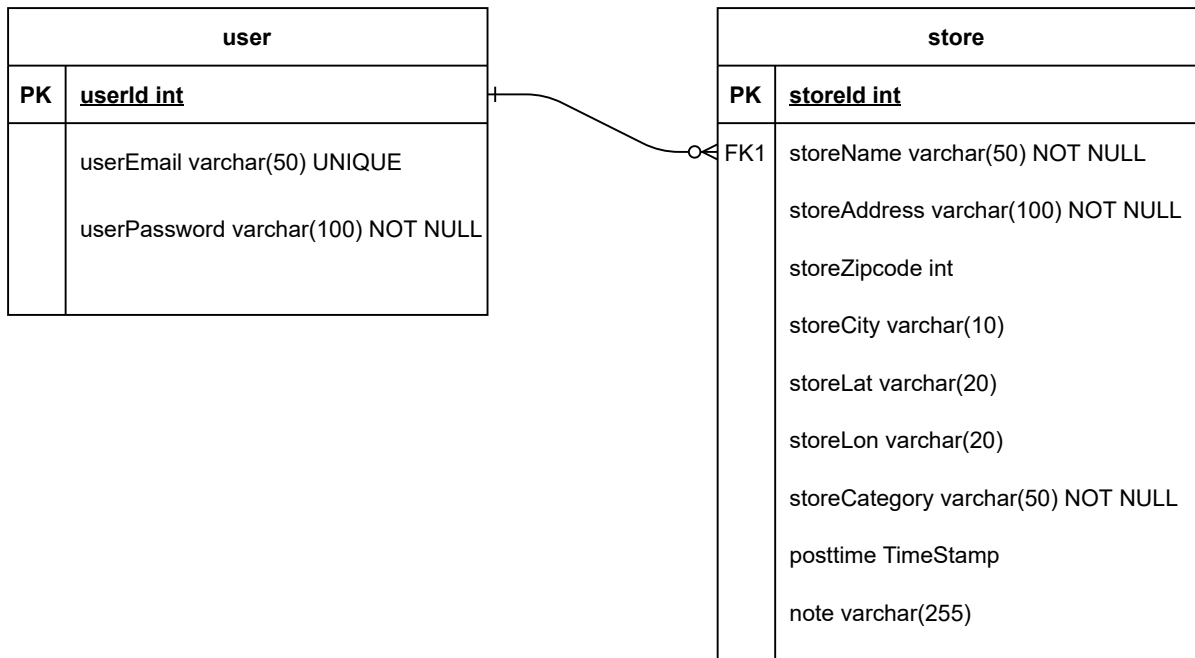 user
PK userId int
userEmail varchar(50) UNIQUE
userPassword varchar(100) NOT NULL
store
PK storeId int
FK1 storeName varchar(50) NOT NULL
storeAddress varchar(100) NOT NULL
storeZipcode int
storeCity varchar(10)
storeLat varchar(20)
storeLon varchar(20)
storeCategory varchar(50) NOT NULL
posttime TimeStamp
note varchar(255)